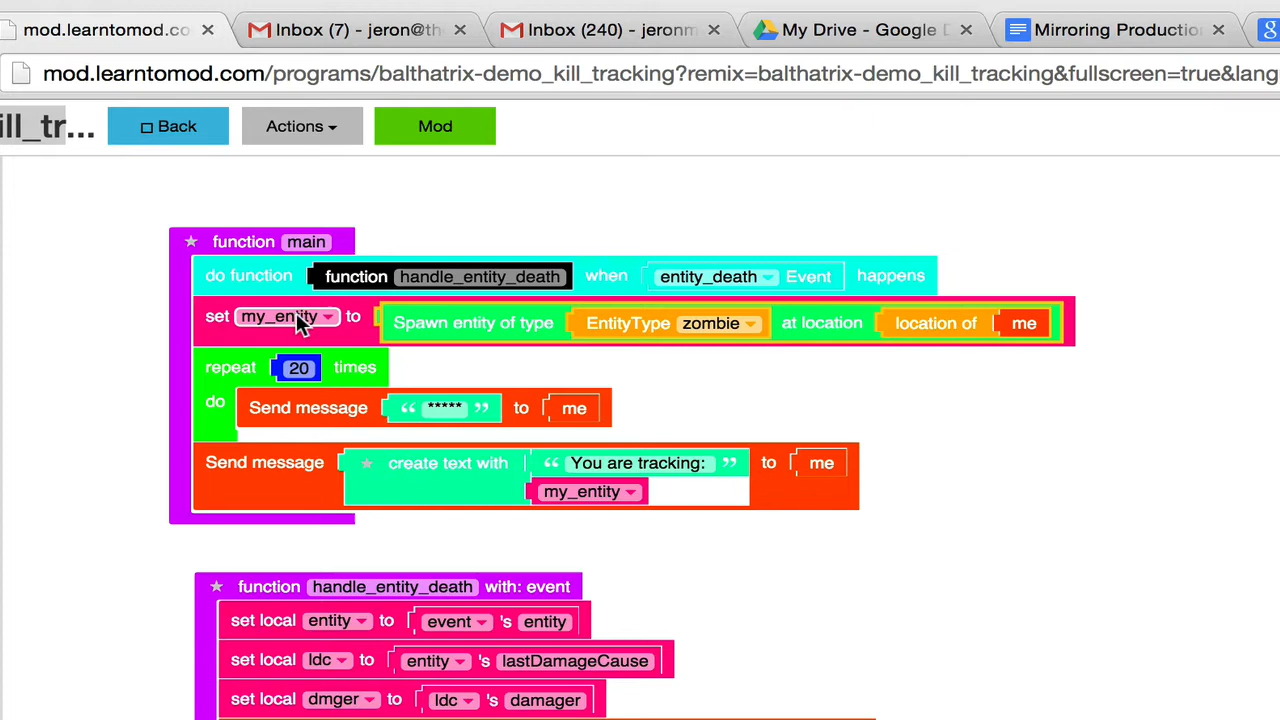 mod.learntomod.co
Inbox (7) - jeron@th
Inbox (240) - jeronm
My Drive - Google D
Mirroring Productio
mod.learntomod.com/programs/balthatrix-demo_kill_tracking?remix=balthatrix-demo_kill_tracking&fullscreen=true&lang
ill_tr...
Back
Actions
Mod
function main
do function function handle_entity_death when entity_death Event happens
set my_entity to Spawn entity of type EntityType zombie at location location of me
repeat 20 times
do Send message “ ***** ” to me
Send message create text with “ You are tracking: ” to me
my_entity
function handle_entity_death with: event
set local entity to event 's entity
set local ldc to entity 's lastDamageCause
set local dmger to ldc 's damager